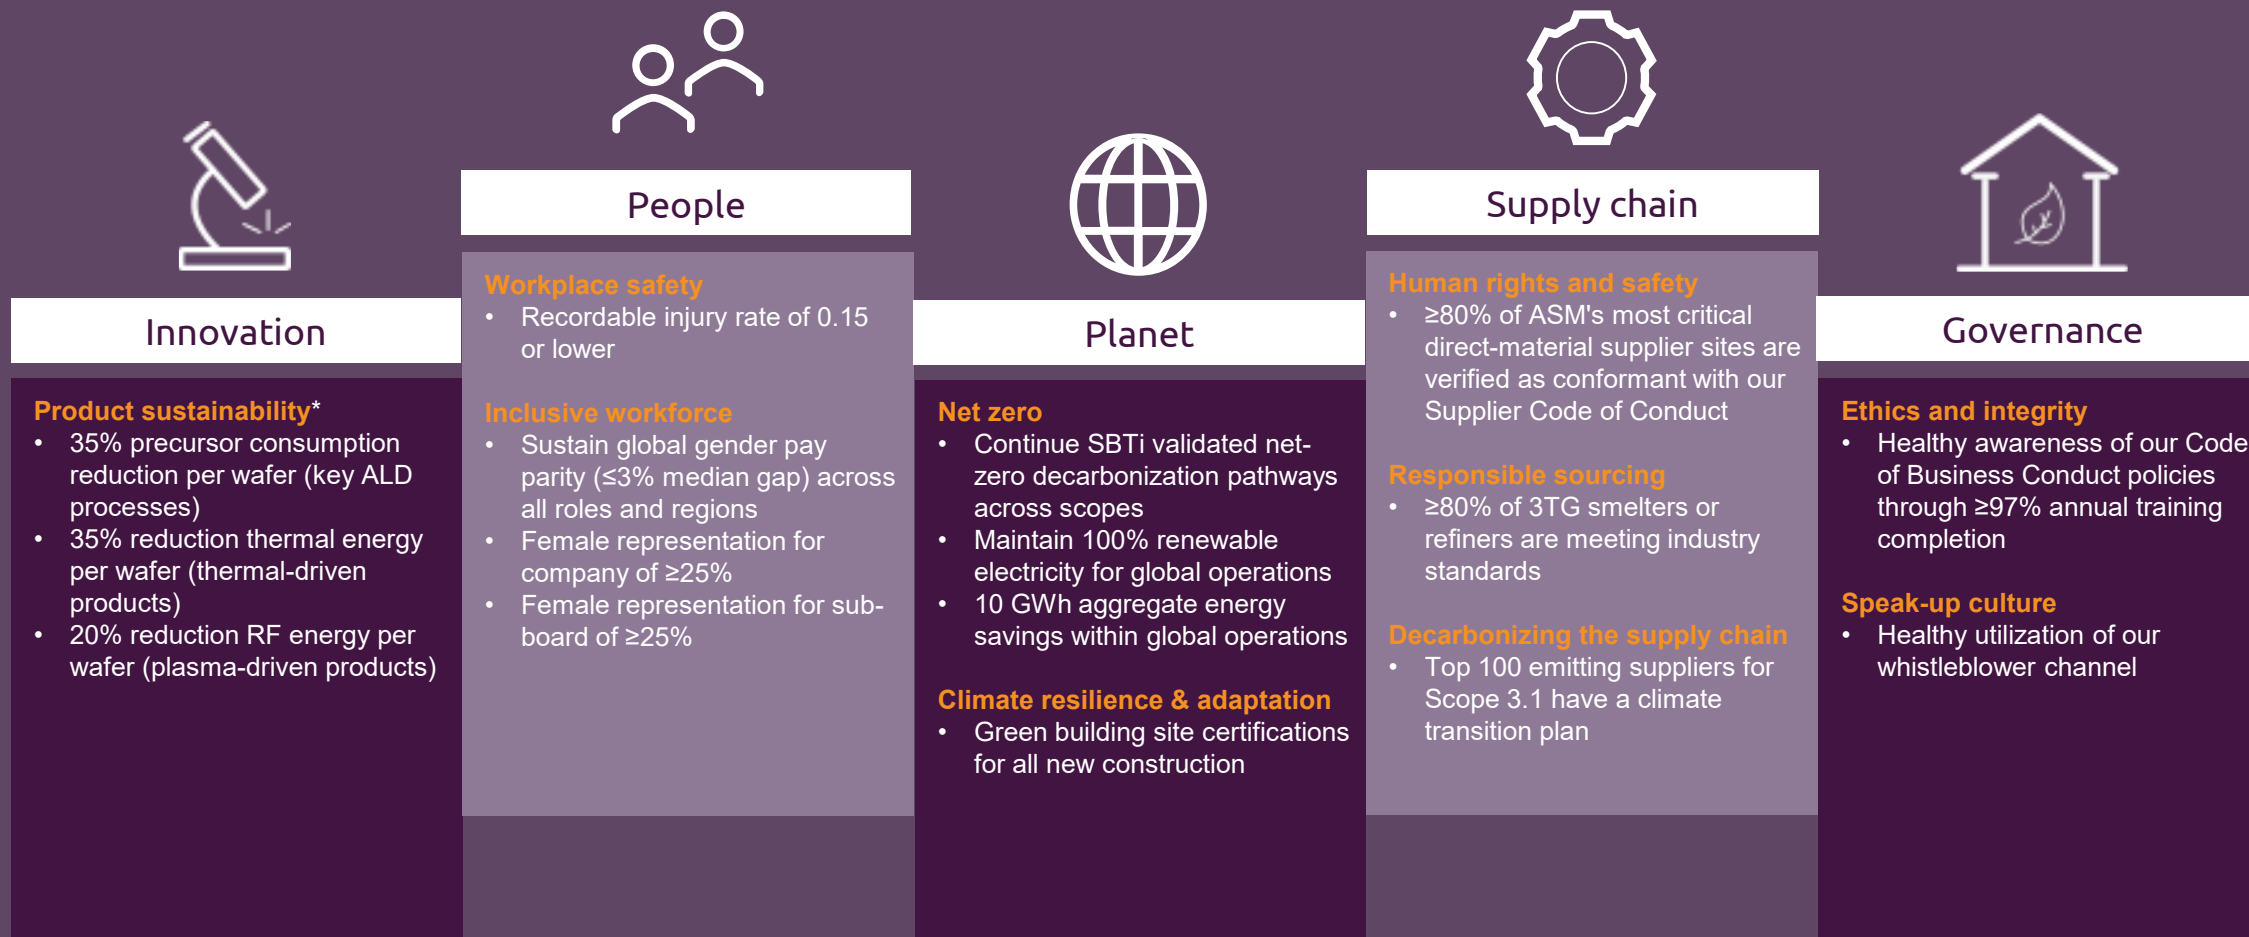 Innovation
Product sustainability*
• 35% precursor consumption
reduction per wafer (key ALD
processes)
• 35% reduction thermal energy
per wafer (thermal-driven
products)
• 20% reduction RF energy per
wafer (plasma-driven products)
People
Workplace safety
• Recordable injury rate of 0.15
or lower
Inclusive workforce
• Sustain global gender pay
parity (≤3% median gap) across
all roles and regions
• Female representation for
company of ≥25%
• Female representation for sub-
board of ≥25%
Planet
Net zero
• Continue SBTi validated net-
zero decarbonization pathways
across scopes
• Maintain 100% renewable
electricity for global operations
• 10 GWh aggregate energy
savings within global operations
Climate resilience & adaptation
• Green building site certifications
for all new construction
Supply chain
Human rights and safety
• ≥80% of ASM's most critical
direct-material supplier sites are
verified as conformant with our
Supplier Code of Conduct
Responsible sourcing
• ≥80% of 3TG smelters or
refiners are meeting industry
standards
Decarbonizing the supply chain
• Top 100 emitting suppliers for
Scope 3.1 have a climate
transition plan
Governance
Ethics and integrity
• Healthy awareness of our Code
of Business Conduct policies
through ≥97% annual training
completion
Speak-up culture
• Healthy utilization of our
whistleblower channel